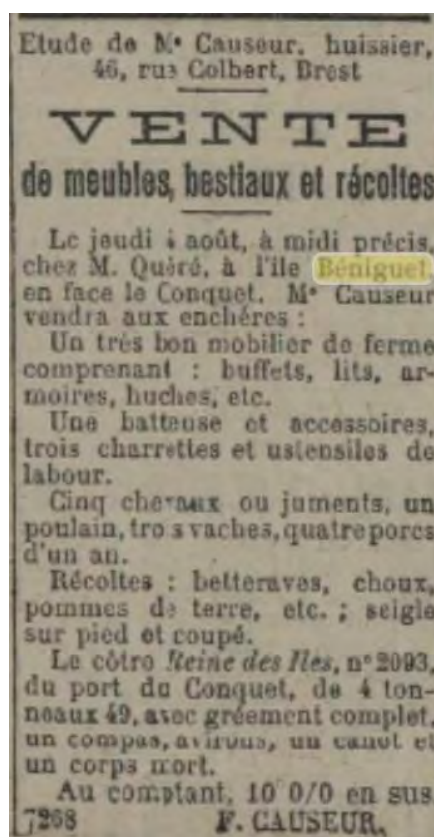 Etude de Me Causeur, huissier,
46, rue Colbert, Brest
VENTE
de meubles, bestiaux et récoltes
Le jeudi 4 août, à midi précis,
chez M. Quéré, à l'île Béniguet,
en face le Conquet. Me Causeur
vendra aux enchères :
Un très bon mobilier de ferme
comprenant : buffets, lits, ar-
moires, huches, etc.
Une batteuse et accessoires,
trois charrettes et ustensiles de
labour.
Cinq chevaux ou juments, un
poulain, trois vaches, quatre porcs
d'un an.
Récoltes : betteraves, choux,
pommes de terre, etc. ; seigle
sur pied et coupé.
Le côtre Reine des Iles, n° 2093,
du port du Conquet, de 4 ton-
neaux 49, avec gréement complet,
un compas, avirons, un canot et
un corps mort.
Au comptant, 10 0/0 en sus
7268 F. CAUSEUR.